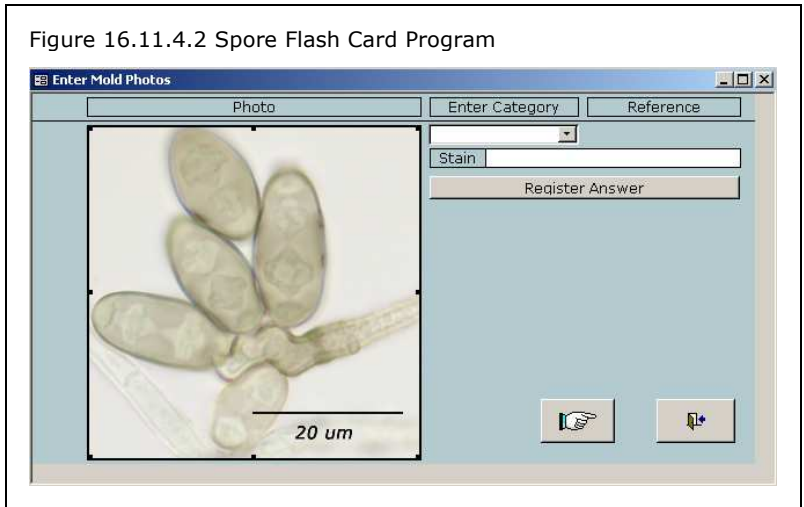 Figure 16.11.4.2 Spore Flash Card Program
Enter Mold Photos
Photo Enter Category Reference
Stain
Register Answer
20 um